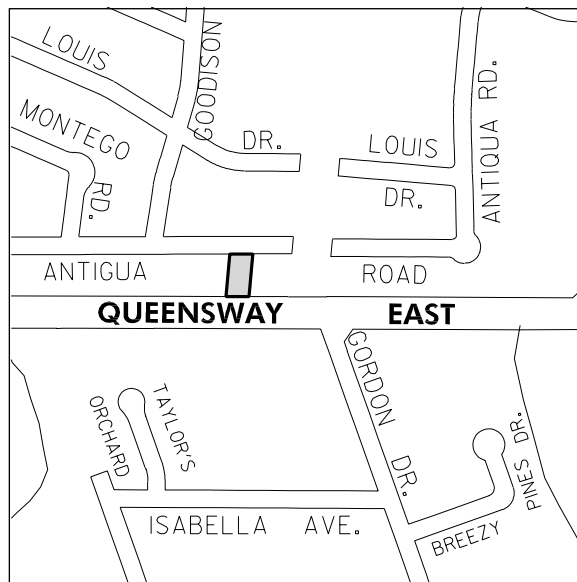 LOUIS
GOODISON
MONTEGO
RD.
DR.
LOUIS
DR.
ANTIQUA RD.
ANTIGUA ROAD
QUEENSWAY EAST
GORDON DR.
TAYLOR'S
ORCHARD
ISABELLA AVE.
BREEZY
PINES DR.